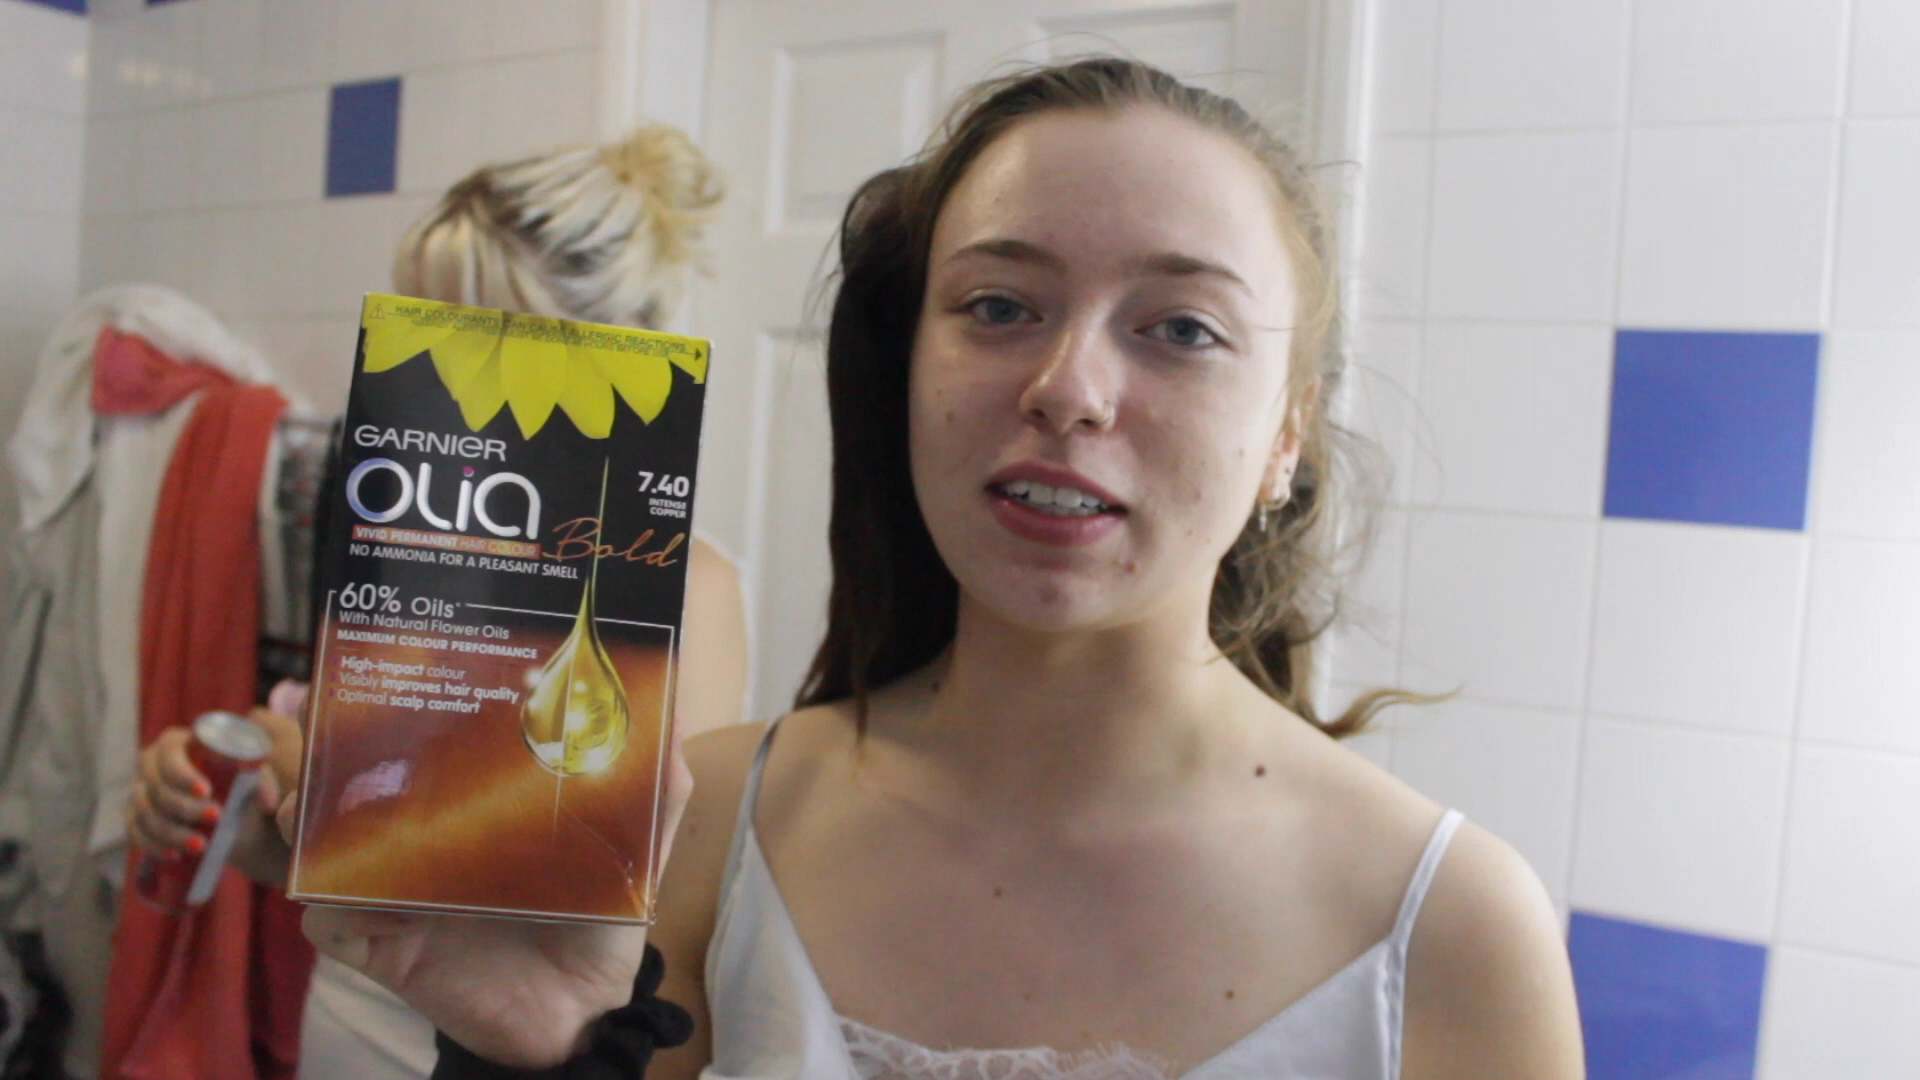 HAIR COLOURANTS CAN CAUSE ALLERGIC REACTIONS
GARNIER
OLiA
7.40
INTENSE
COPPER
Bold
VIVID PERMANENT HAIR COLOUR
NO AMMONIA FOR A PLEASANT SMELL
60% Oils*
With Natural Flower Oils
MAXIMUM COLOUR PERFORMANCE
High-impact colour
Visibly improves hair quality
Optimal scalp comfort